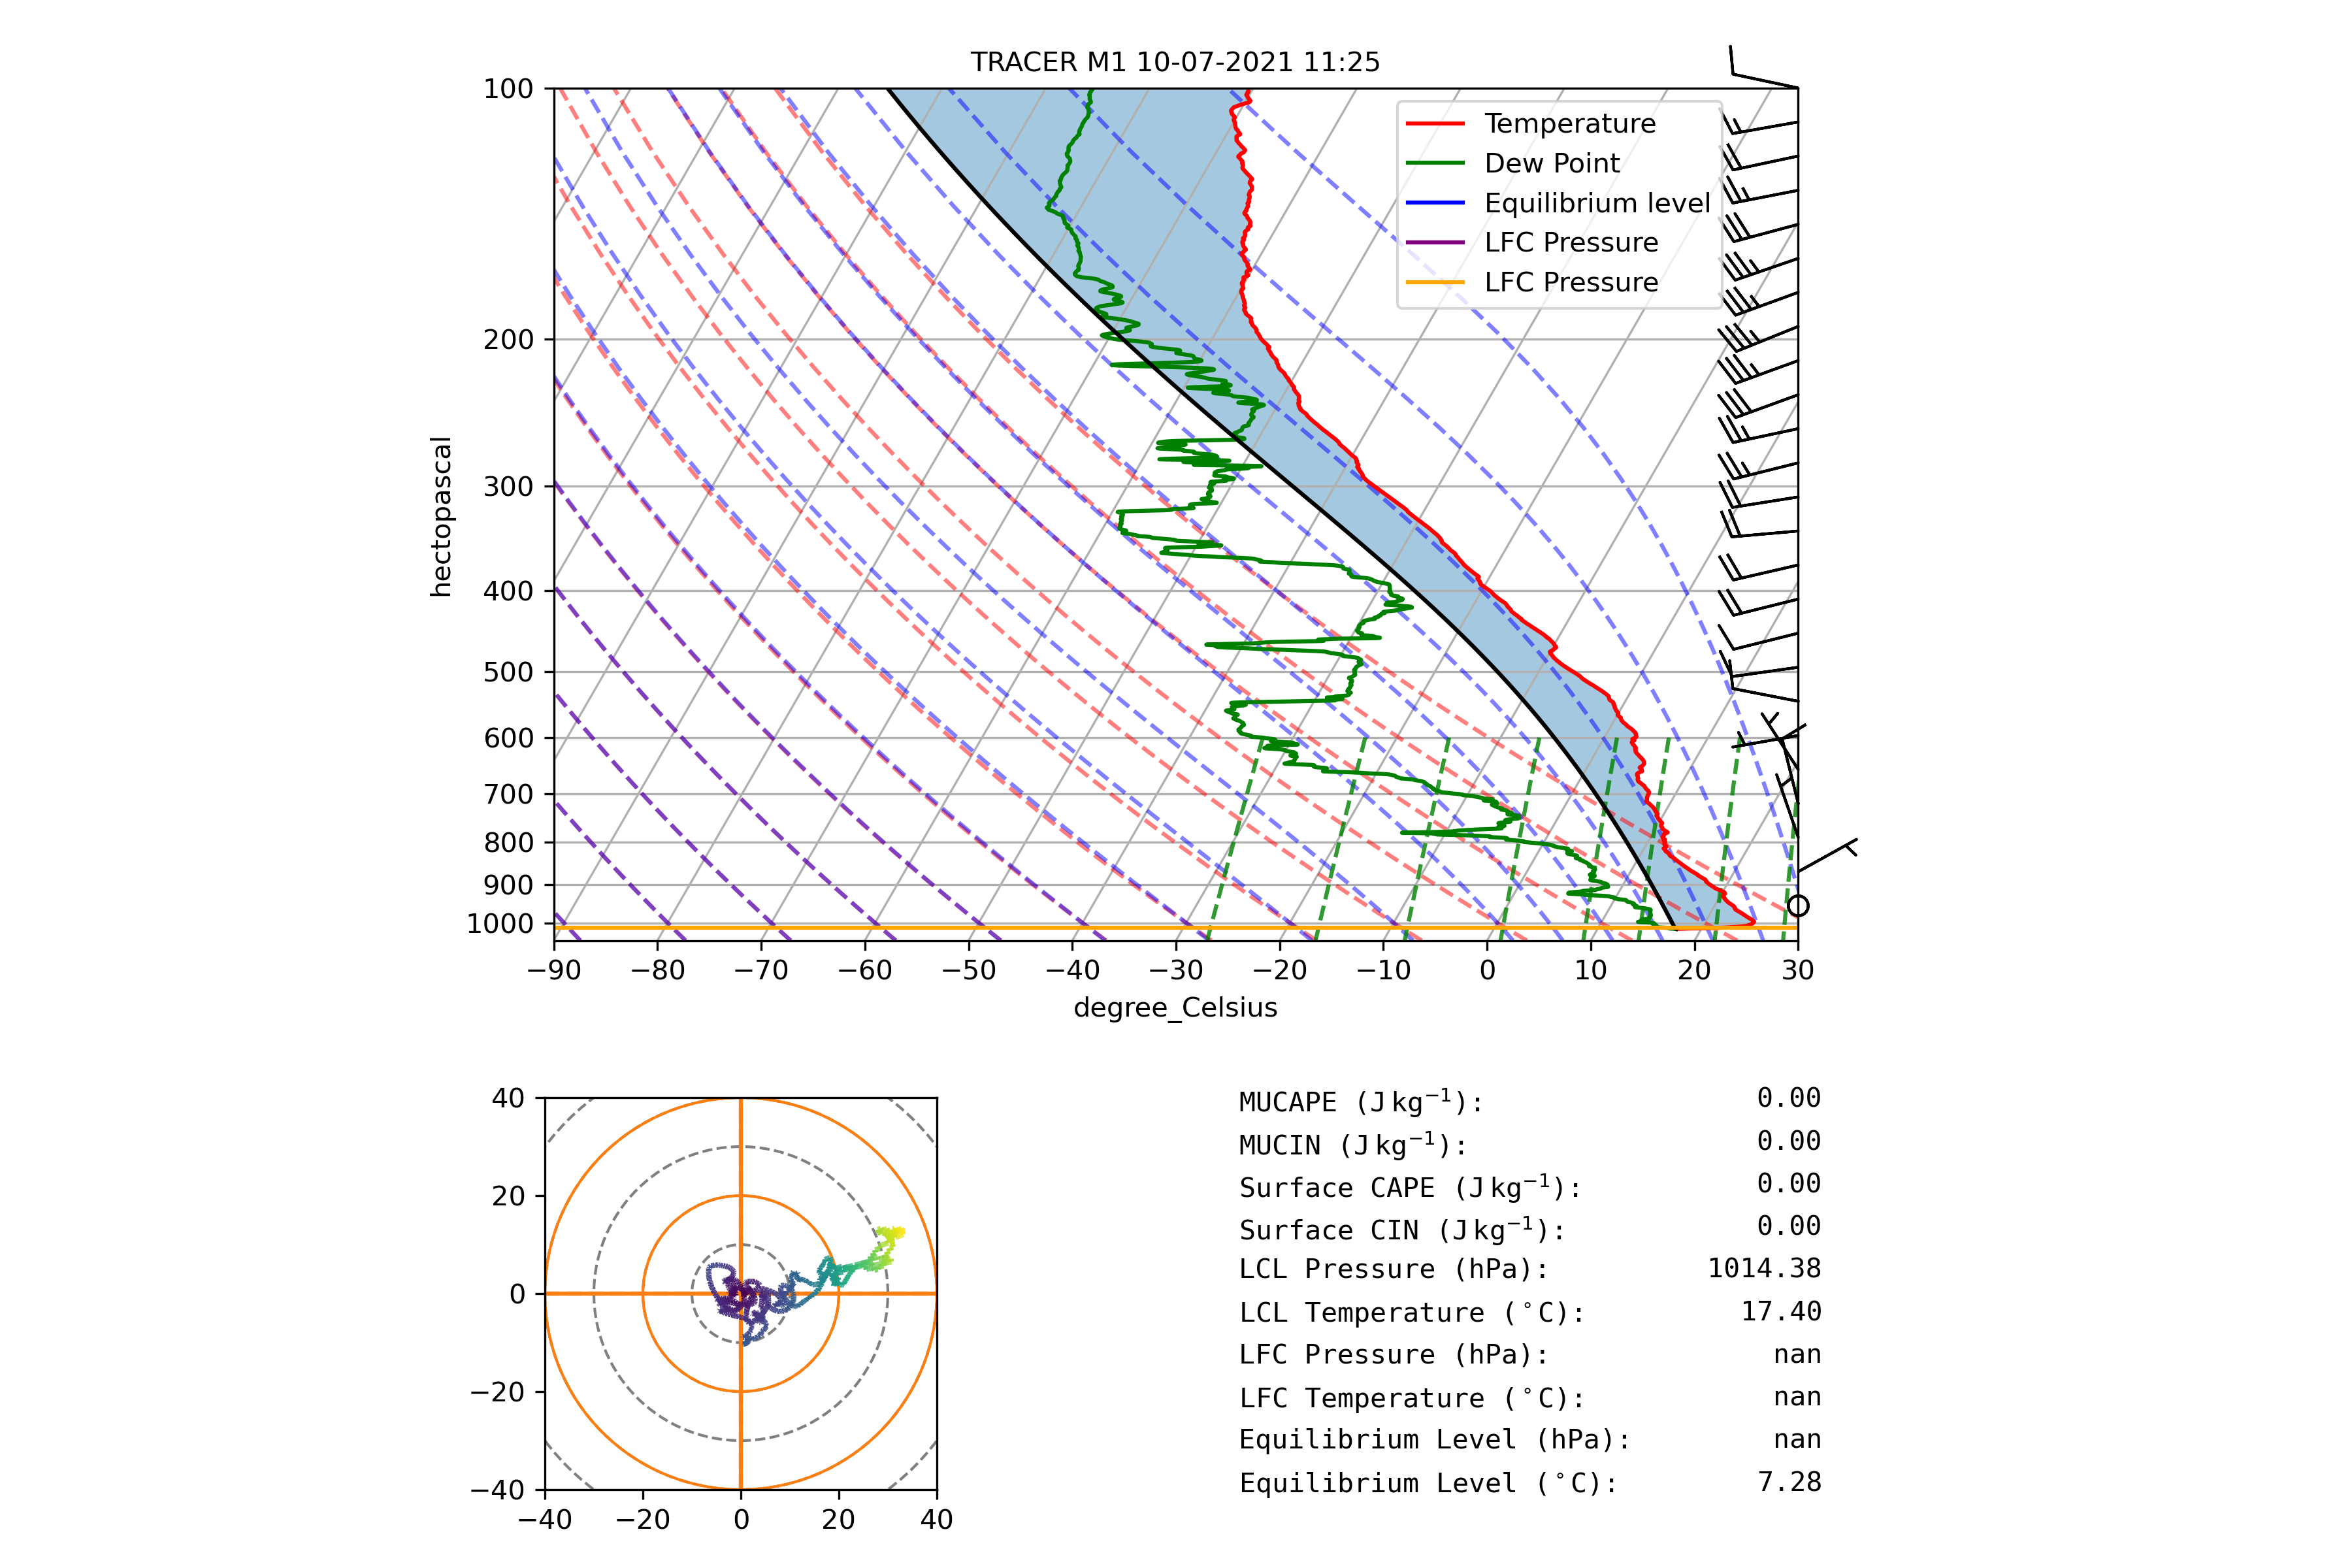 TRACER M1 10-07-2021 11:25
100
200
300
400
500
600
700
800
900
1000
hectopascal
Temperature
Dew Point
Equilibrium level
LFC Pressure
LFC Pressure
−90 −80 −70 −60 −50 −40 −30 −20 −10 0 10 20 30
degree_Celsius
40
20
0
−20
−40
−40 −20 0 20 40
MUCAPE (J kg⁻¹): 0.00
MUCIN (J kg⁻¹): 0.00
Surface CAPE (J kg⁻¹): 0.00
Surface CIN (J kg⁻¹): 0.00
LCL Pressure (hPa): 1014.38
LCL Temperature (°C): 17.40
LFC Pressure (hPa): nan
LFC Temperature (°C): nan
Equilibrium Level (hPa): nan
Equilibrium Level (°C): 7.28